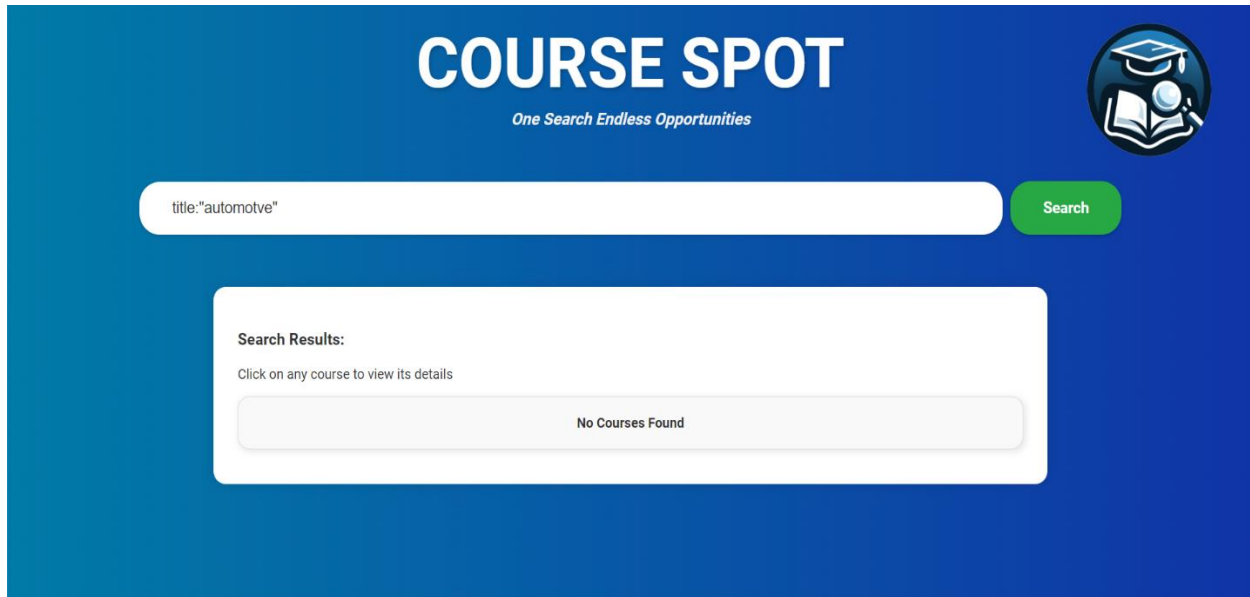 COURSE SPOT
One Search Endless Opportunities
title:"automotve"
Search
Search Results:
Click on any course to view its details
No Courses Found